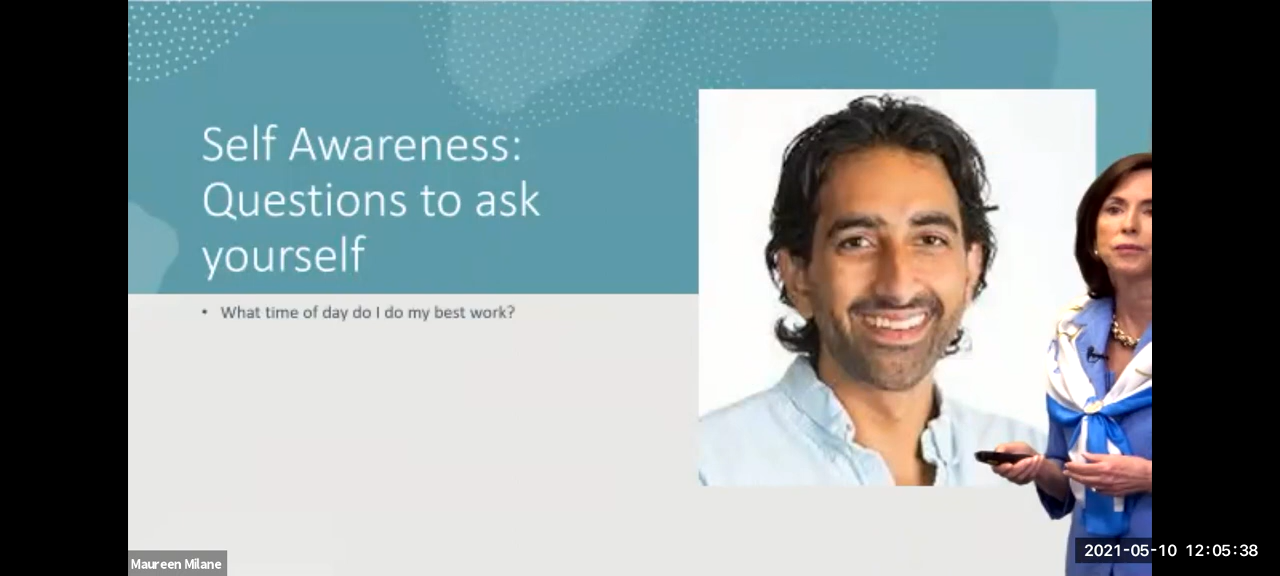 Self Awareness:
Questions to ask
yourself
• What time of day do I do my best work?
Maureen Milane
2021-05-10 12:05:38